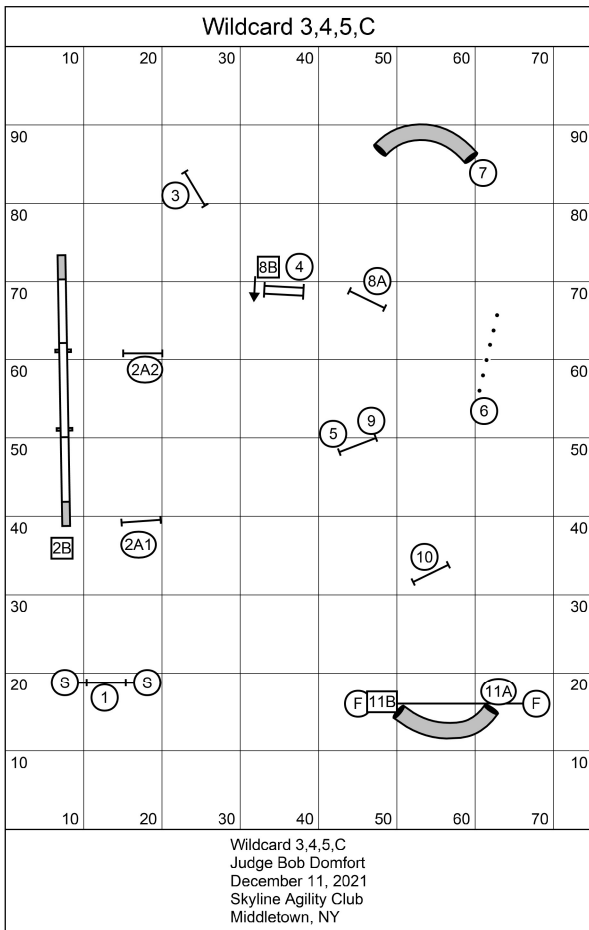 Wildcard 3,4,5,C
10 20 30 40 50 60 70
90 90
7
3
80 80
8B 4 8A
70 70
2A2
60 60
6
5 9
50 50
40 40
2B 2A1 10
30 30
20 20
S 1 S F 11B 11A F
10 10
10 20 30 40 50 60 70
Wildcard 3,4,5,C
Judge Bob Domfort
December 11, 2021
Skyline Agility Club
Middletown, NY